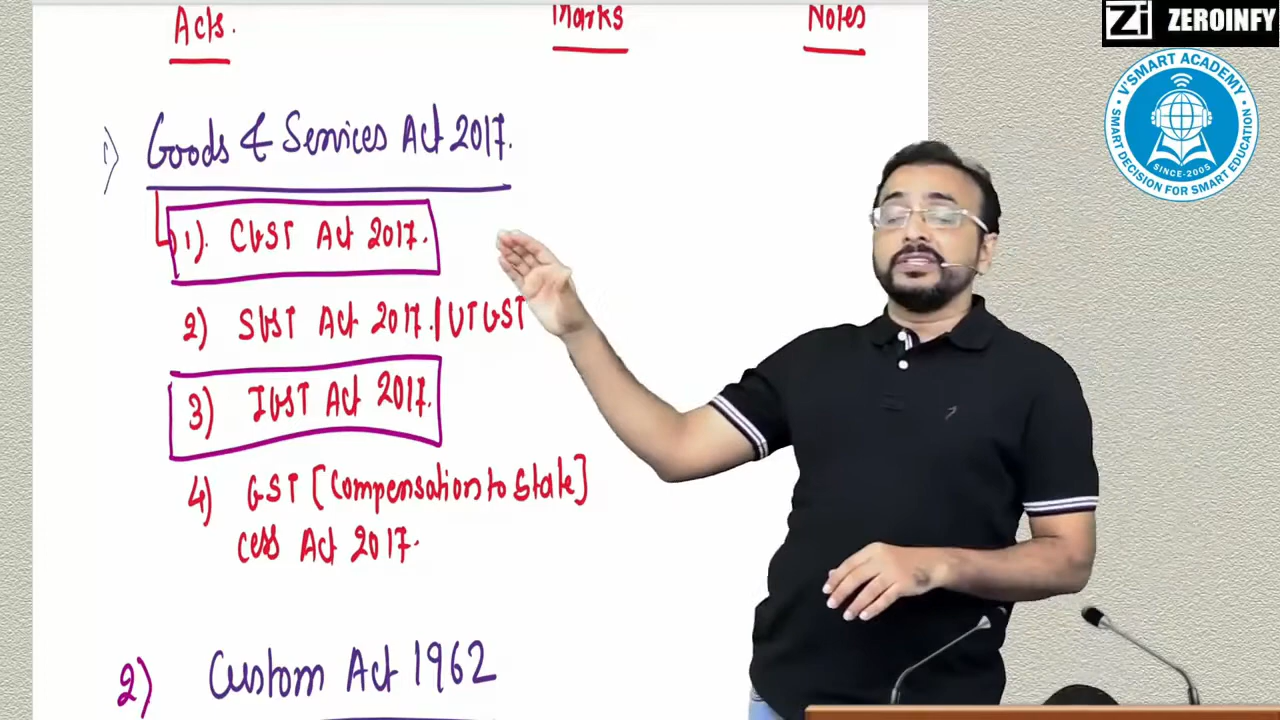 Acts.
Marks
Notes
Zi ZEROINFY
V'SMART ACADEMY
SINCE-2005
SMART DECISION FOR SMART EDUCATION
1) Goods & Services Act 2017.
1). CGST Act 2017.
2) SGST Act 2017. / UTGST
3) IGST Act 2017.
4) GST [Compensation to State]
cess Act 2017.
2) Custom Act 1962